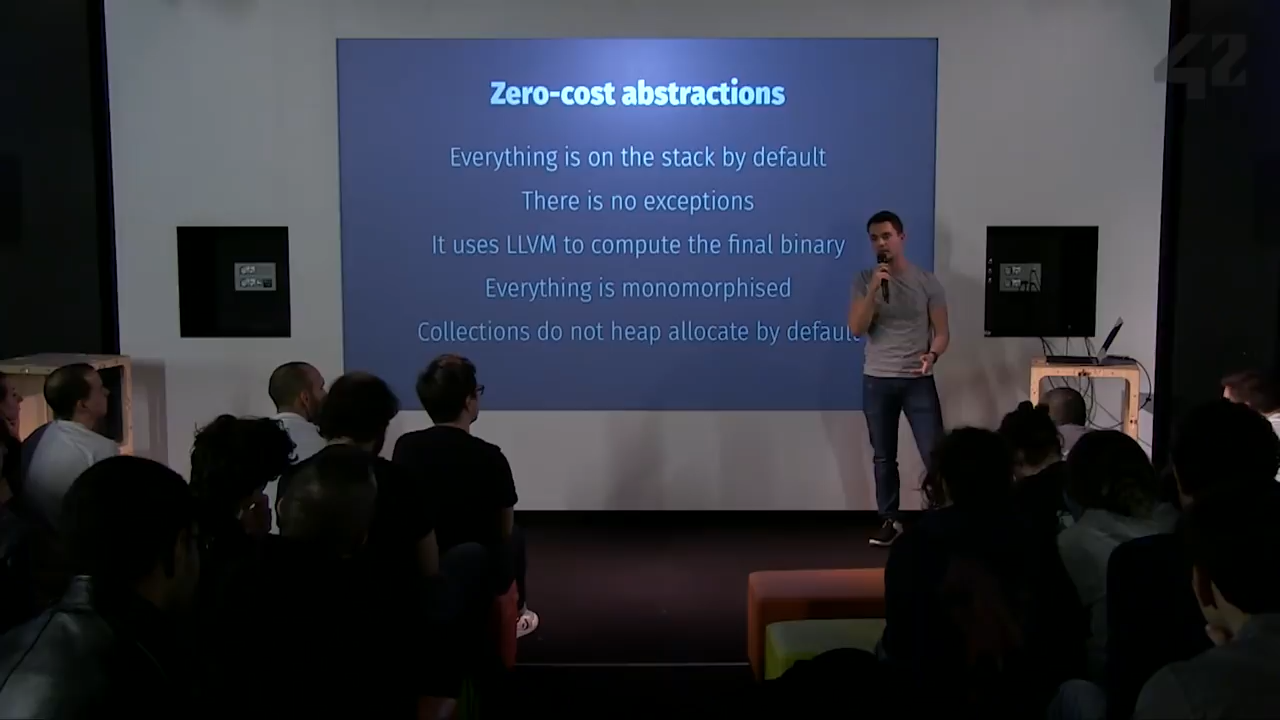 42
Zero-cost abstractions
Everything is on the stack by default
There is no exceptions
It uses LLVM to compute the final binary
Everything is monomorphised
Collections do not heap allocate by default